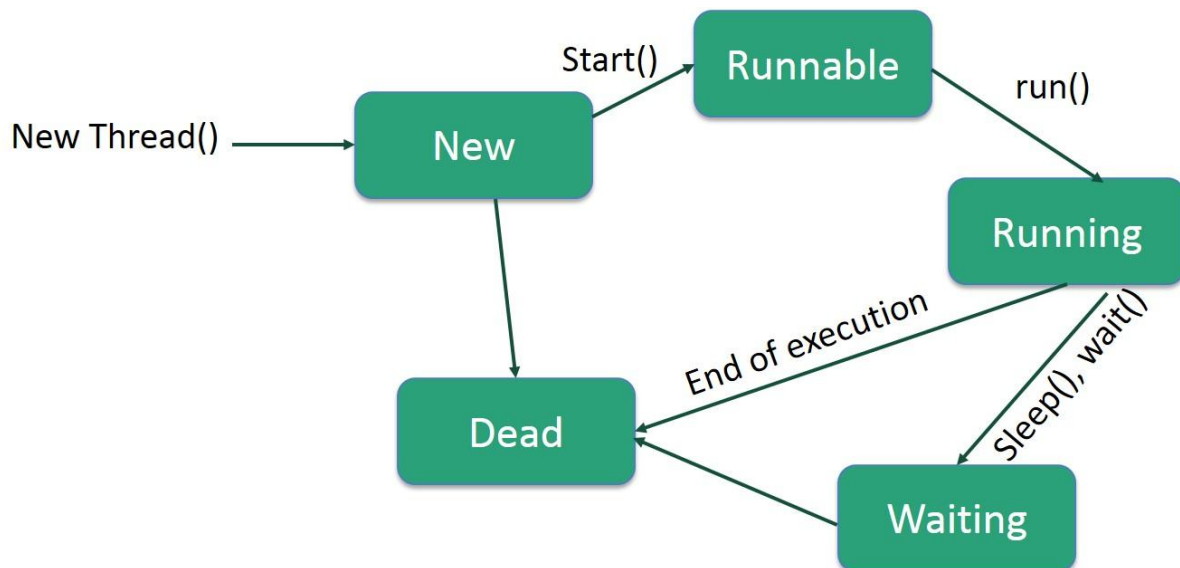 Runnable
Start()
run()
New Thread()
New
Running
End of execution
Sleep(), wait()
Dead
Waiting